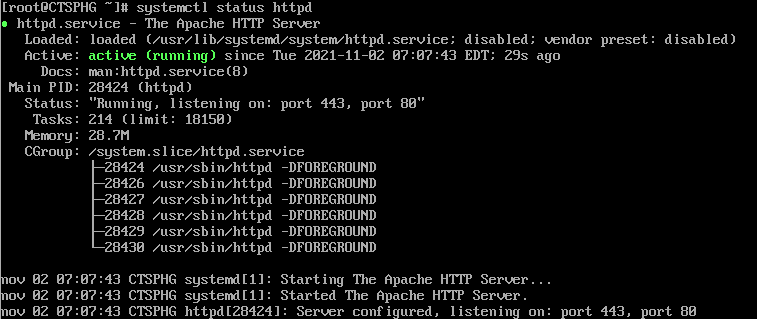 [root@CTSPHG ~]# systemctl status httpd
● httpd.service - The Apache HTTP Server
   Loaded: loaded (/usr/lib/systemd/system/httpd.service; disabled; vendor preset: disabled)
   Active: active (running) since Tue 2021-11-02 07:07:43 EDT; 29s ago
     Docs: man:httpd.service(8)
 Main PID: 28424 (httpd)
   Status: "Running, listening on: port 443, port 80"
    Tasks: 214 (limit: 18150)
   Memory: 28.7M
   CGroup: /system.slice/httpd.service
           ├─28424 /usr/sbin/httpd -DFOREGROUND
           ├─28426 /usr/sbin/httpd -DFOREGROUND
           ├─28427 /usr/sbin/httpd -DFOREGROUND
           ├─28428 /usr/sbin/httpd -DFOREGROUND
           ├─28429 /usr/sbin/httpd -DFOREGROUND
           └─28430 /usr/sbin/httpd -DFOREGROUND
nov 02 07:07:43 CTSPHG systemd[1]: Starting The Apache HTTP Server...
nov 02 07:07:43 CTSPHG systemd[1]: Started The Apache HTTP Server.
nov 02 07:07:43 CTSPHG httpd[28424]: Server configured, listening on: port 443, port 80